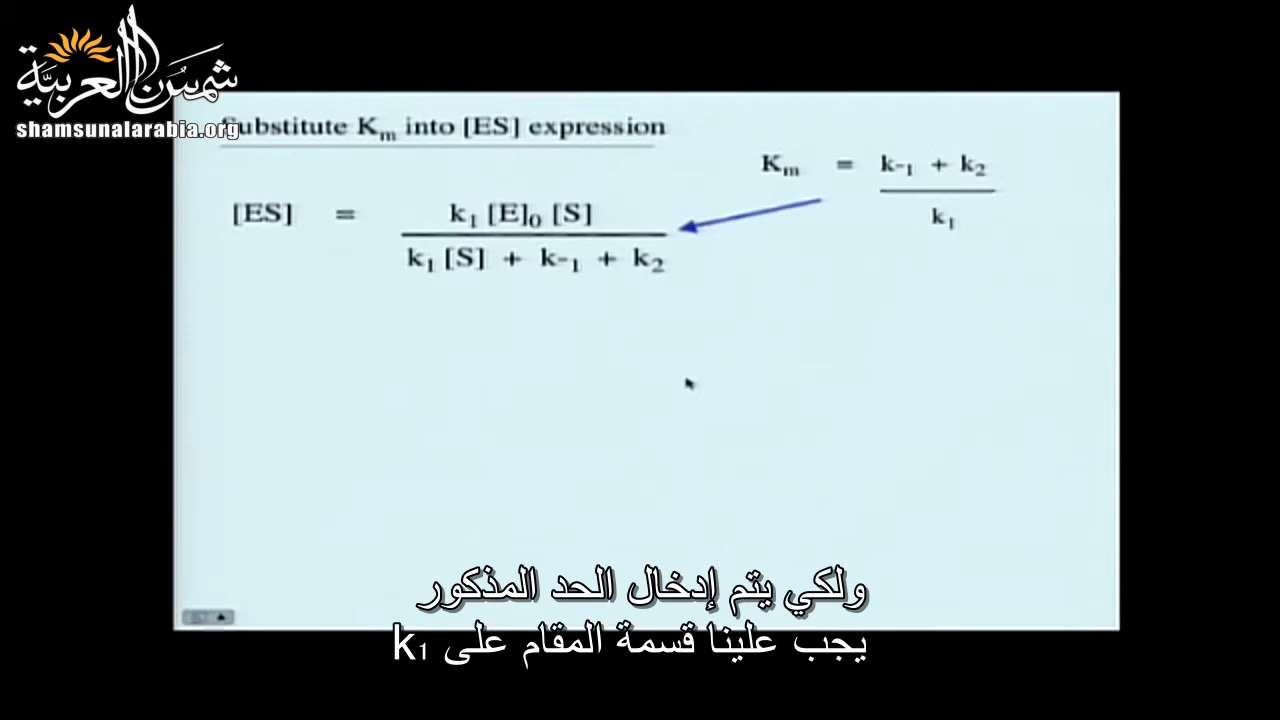 شمس العربية
shamsunalarabia.org
Substitute Km into [ES] expression
Km = k-1 + k2
k1
[ES] = k1 [E]0 [S]
k1 [S] + k-1 + k2
ولكي يتم إدخال الحد المذكور
يجب علينا قسمة المقام على k1